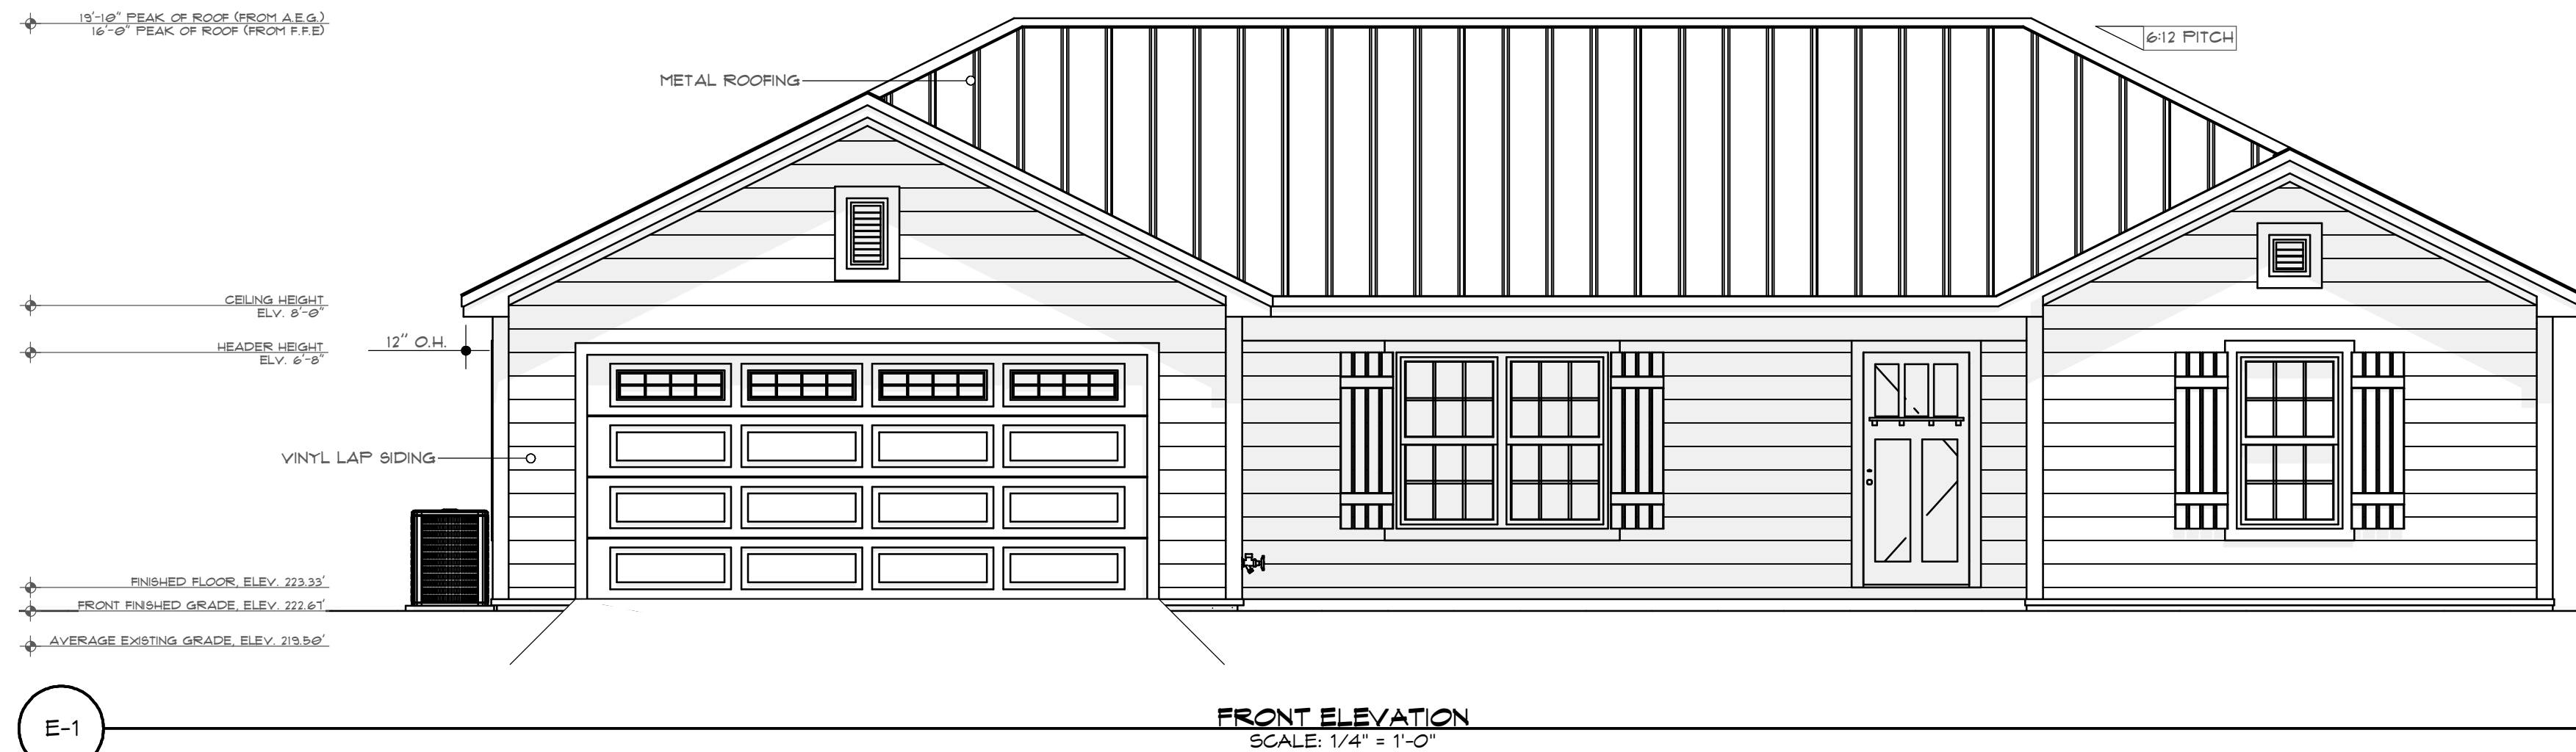 19'-10" PEAK OF ROOF (FROM A.E.G.)
16'-0" PEAK OF ROOF (FROM F.F.E)
6:12 PITCH
METAL ROOFING
CEILING HEIGHT
ELV. 8'-0"
12" O.H.
HEADER HEIGHT
ELV. 6'-8"
VINYL LAP SIDING
FINISHED FLOOR, ELEV. 223.33'
FRONT FINISHED GRADE, ELEV. 222.67'
AVERAGE EXISTING GRADE, ELEV. 219.50'
E-1
FRONT ELEVATION
SCALE: 1/4" = 1'-0"